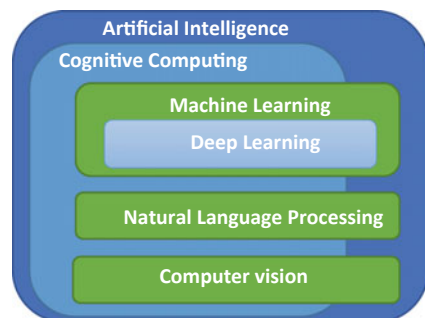 Artificial Intelligence
Cognitive Computing
Machine Learning
Deep Learning
Natural Language Processing
Computer vision